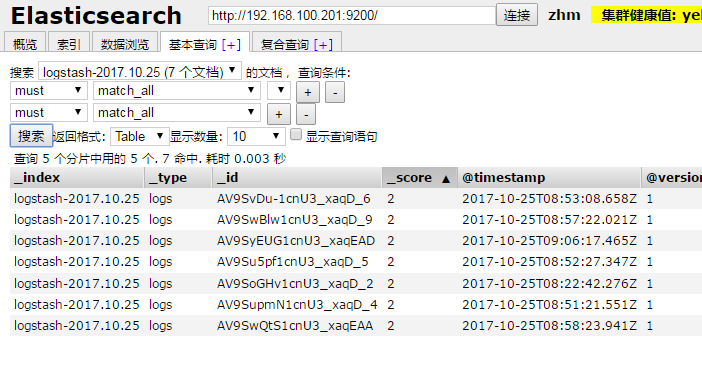 Elasticsearch http://192.168.100.201:9200/ 连接 zhm 集群健康值:
概览 索引 数据浏览 基本查询 [+] 复合查询 [+]
搜索 logstash-2017.10.25 (7 个文档) 的文档，查询条件:
must match_all + -
must match_all + -
搜索 返回格式: Table 显示数量: 10 显示查询语句
查询 5 个分片中用的 5 个. 7 命中. 耗时 0.003 秒
_index _type _id _score ▲ @timestamp @version
logstash-2017.10.25 logs AV9SvDu-1cnU3_xaqD_6 2 2017-10-25T08:53:08.658Z 1
logstash-2017.10.25 logs AV9SwBlw1cnU3_xaqD_9 2 2017-10-25T08:57:22.021Z 1
logstash-2017.10.25 logs AV9SyEUG1cnU3_xaqEAD 2 2017-10-25T09:06:17.465Z 1
logstash-2017.10.25 logs AV9Su5pf1cnU3_xaqD_5 2 2017-10-25T08:52:27.347Z 1
logstash-2017.10.25 logs AV9SoGHv1cnU3_xaqD_2 2 2017-10-25T08:22:42.276Z 1
logstash-2017.10.25 logs AV9SupmN1cnU3_xaqD_4 2 2017-10-25T08:51:21.551Z 1
logstash-2017.10.25 logs AV9SwQtS1cnU3_xaqEAA 2 2017-10-25T08:58:23.941Z 1